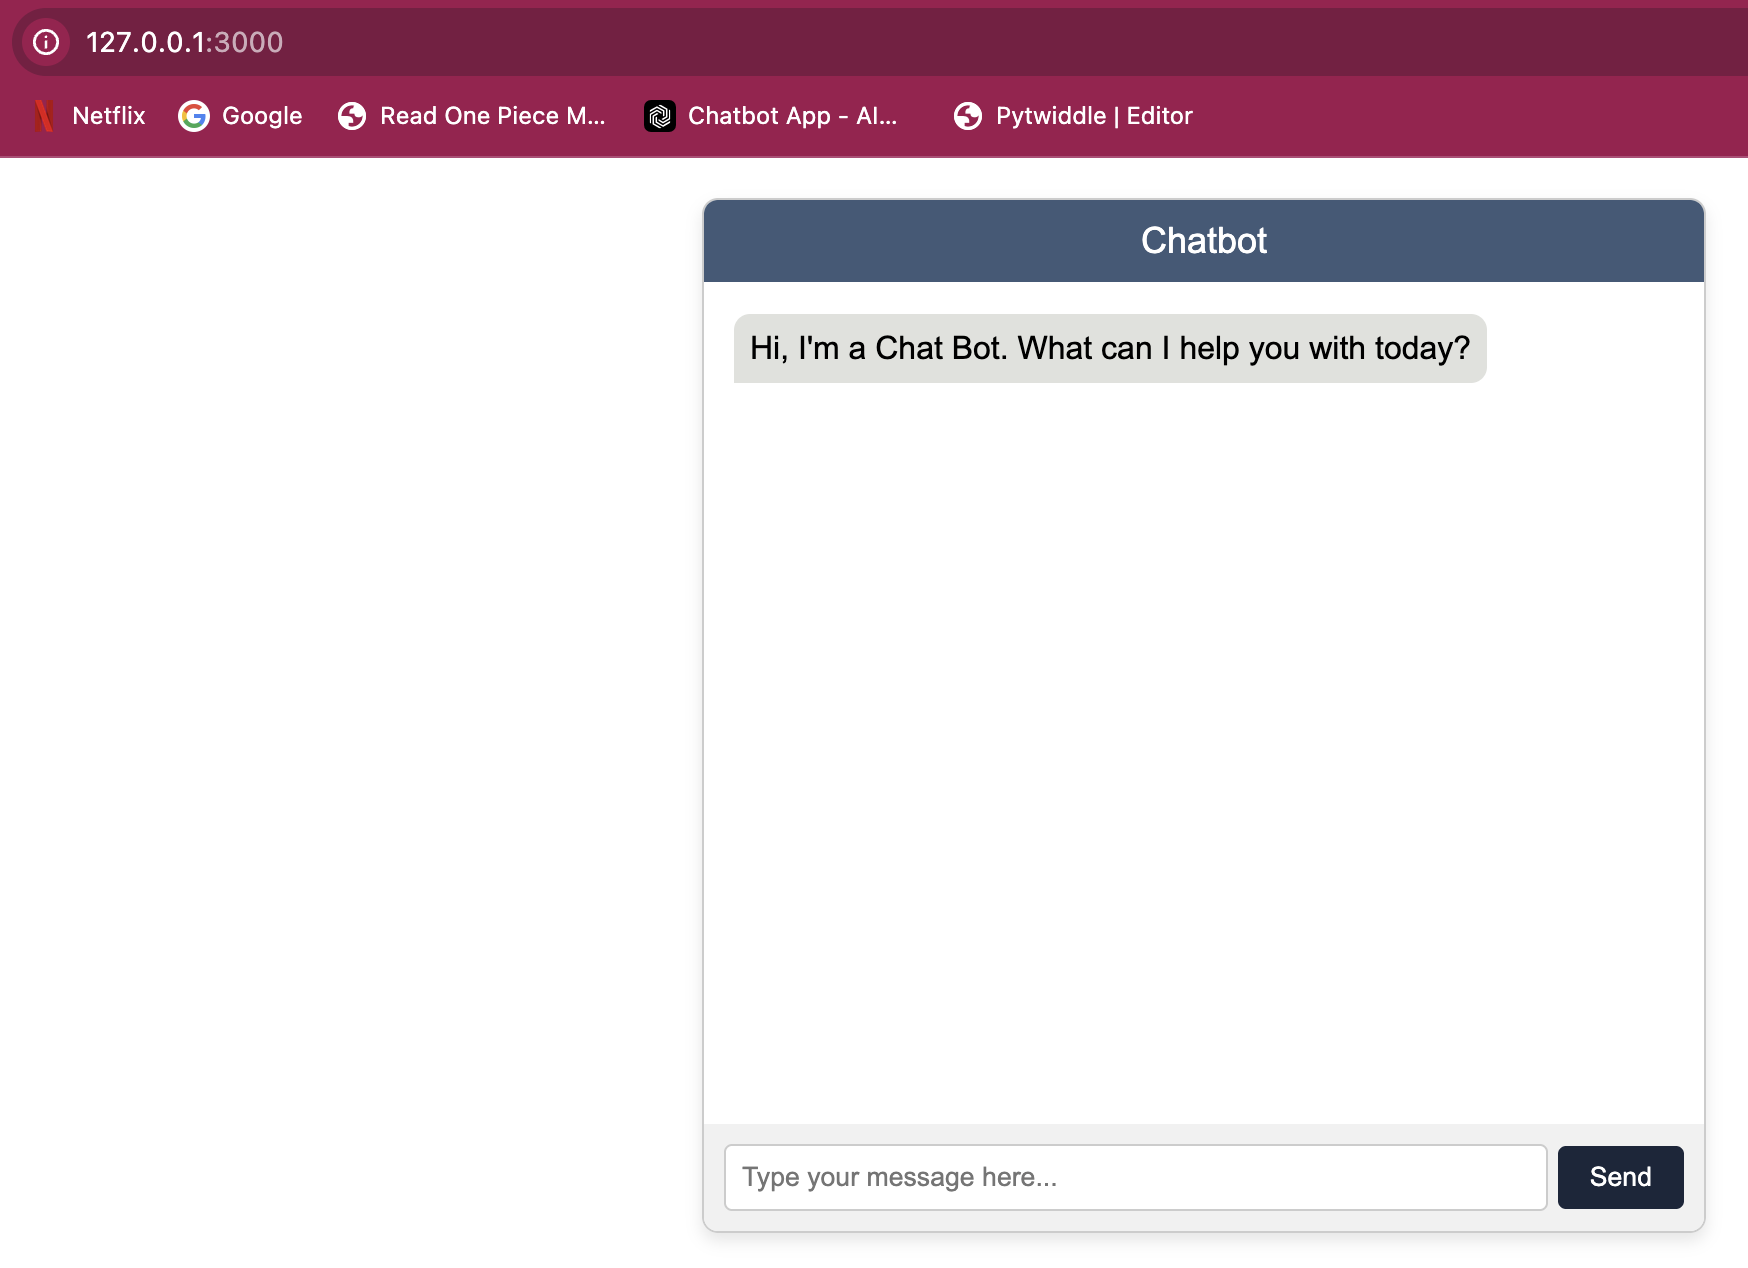 127.0.0.1:3000
Netflix Google Read One Piece M... Chatbot App - AI... Pytwiddle | Editor
Chatbot
Hi, I'm a Chat Bot. What can I help you with today?
Type your message here...
Send